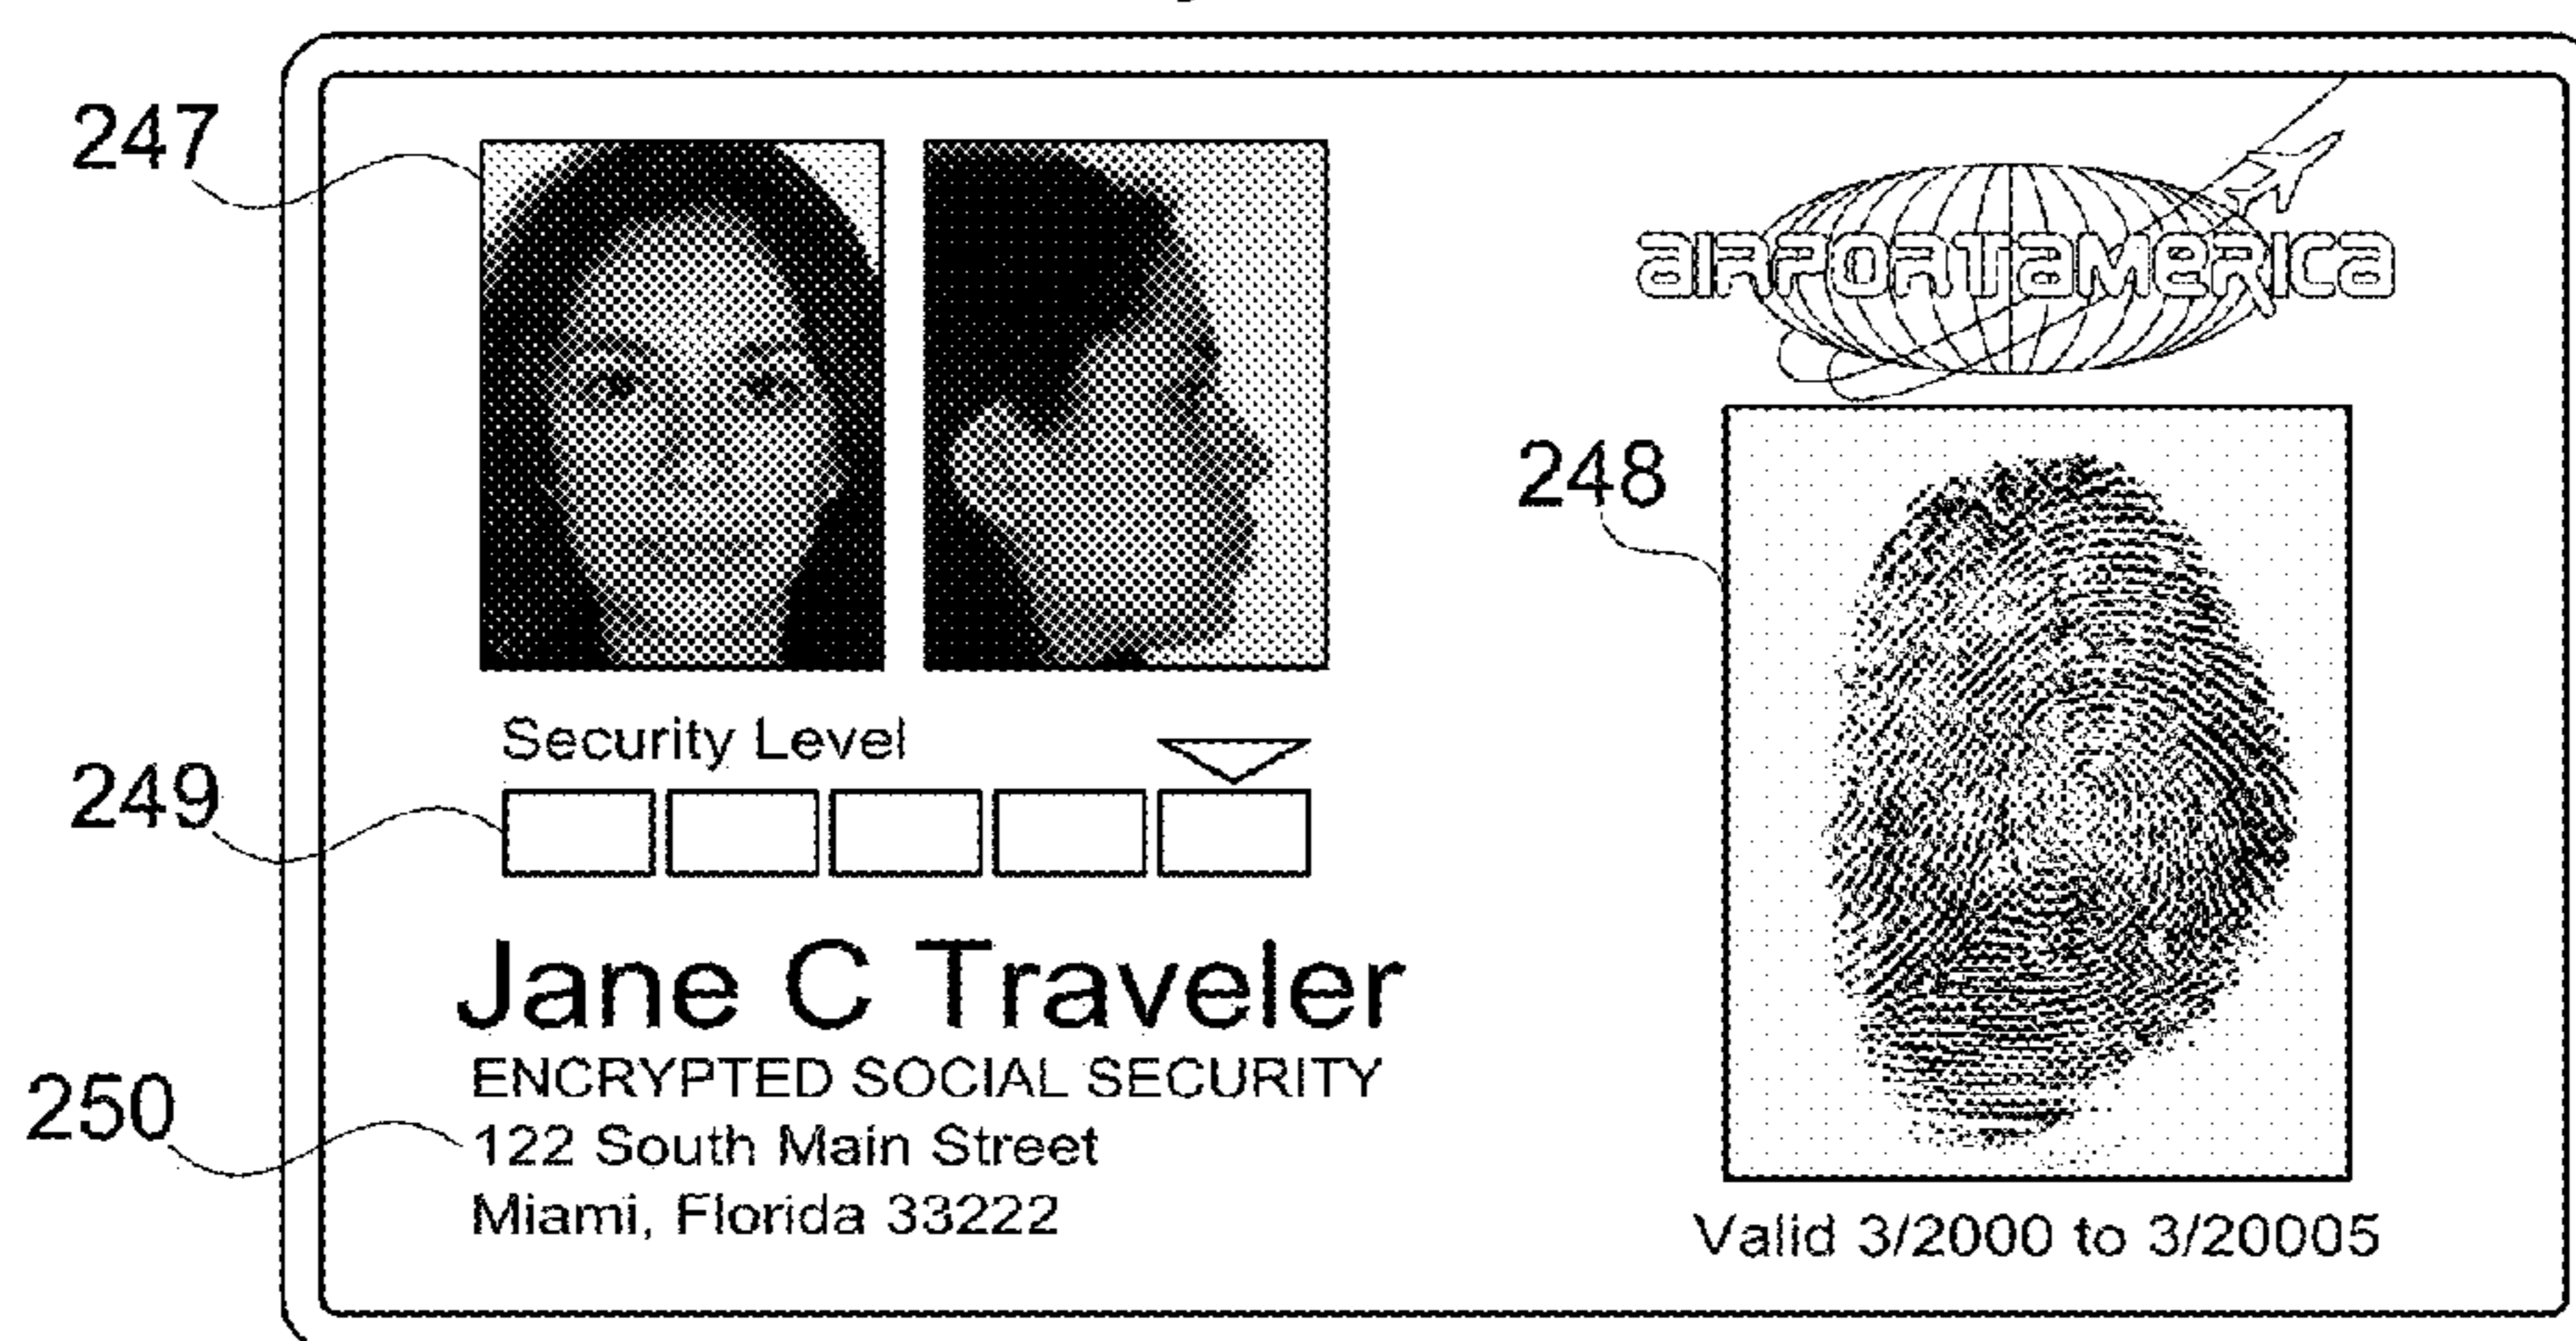 247
aIRPORTaMeRICa
248
Security Level
249
Jane C Traveler
ENCRYPTED SOCIAL SECURITY
250
122 South Main Street
Miami, Florida 33222
Valid 3/2000 to 3/20005